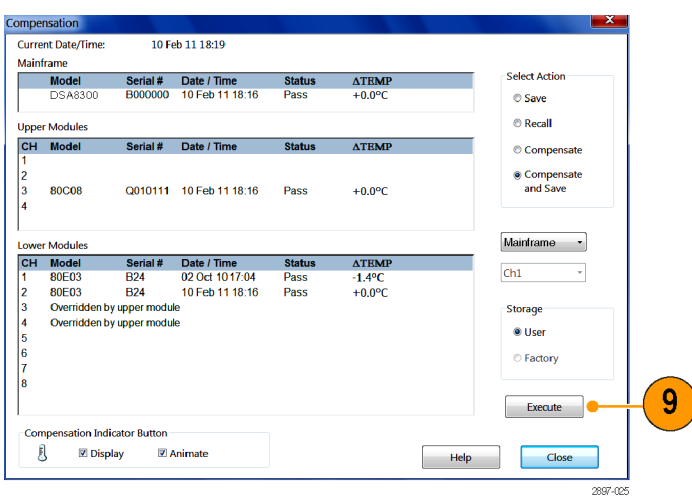 Compensation
Current Date/Time: 10 Feb 11 18:19
Mainframe
Model Serial # Date / Time Status ΔTEMP
DSA8300 B000000 10 Feb 11 18:16 Pass +0.0ºC
Upper Modules
CH Model Serial # Date / Time Status ΔTEMP
1
2
3 80C08 Q010111 10 Feb 11 18:16 Pass +0.0ºC
4
Lower Modules
CH Model Serial # Date / Time Status ΔTEMP
1 80E03 B24 02 Oct 10 17:04 Pass -1.4ºC
2 80E03 B24 10 Feb 11 18:16 Pass +0.0ºC
3 Overridden by upper module
4 Overridden by upper module
5
6
7
8
Compensation Indicator Button
Display Animate
Select Action
Save
Recall
Compensate
Compensate
and Save
Mainframe
Ch1
Storage
User
Factory
Execute
9
Help Close
2897-025